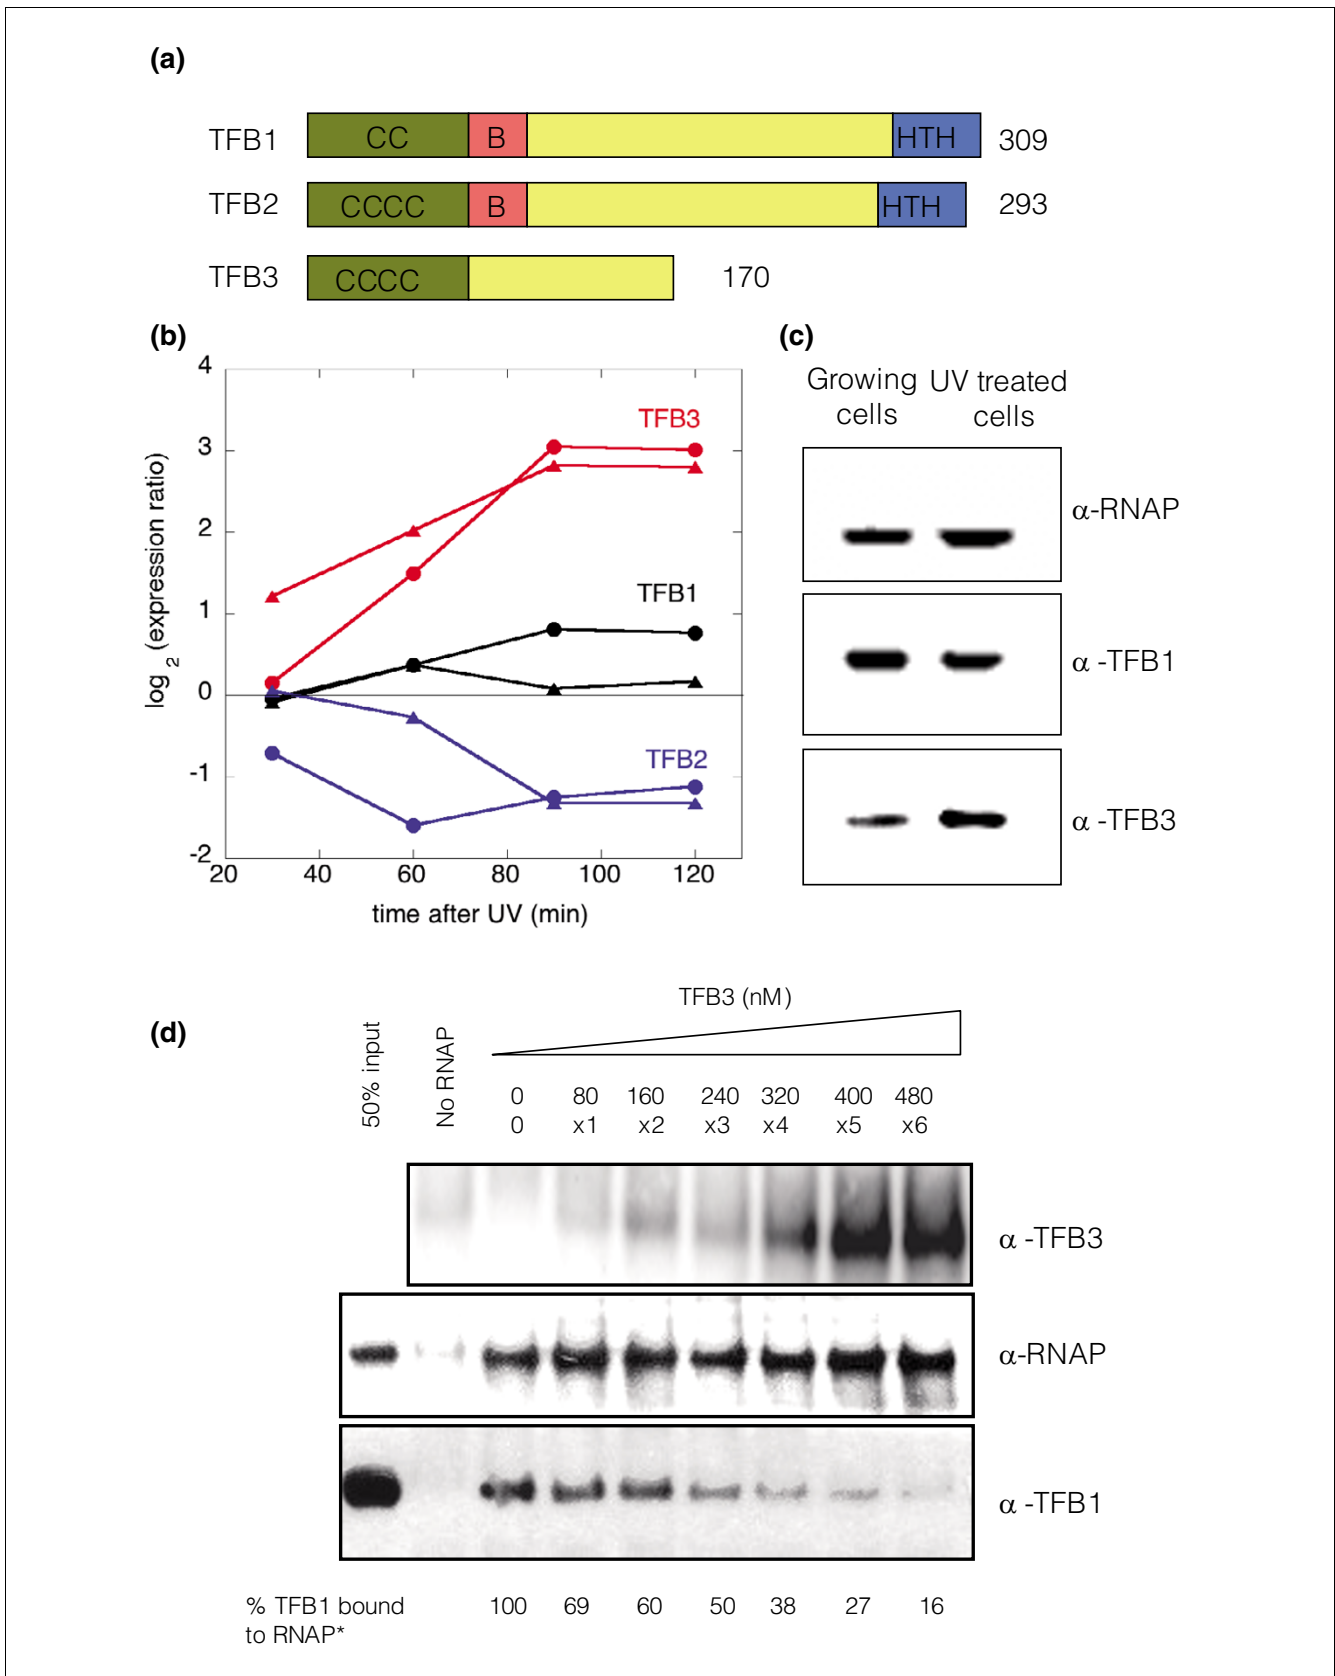 (a)
TFB1 CC B HTH 309
TFB2 CCCC B HTH 293
TFB3 CCCC 170
(b)
4
3
2
1
0
-1
-2
log2 (expression ratio)
TFB3
TFB1
TFB2
20 40 60 80 100 120
time after UV (min)
(c)
Growing cells
UV treated cells
α-RNAP
α -TFB1
α -TFB3
(d)
50% input
No RNAP
TFB3 (nM)
0 80 160 240 320 400 480
0 x1 x2 x3 x4 x5 x6
α -TFB3
α-RNAP
α -TFB1
% TFB1 bound 100 69 60 50 38 27 16
to RNAP*